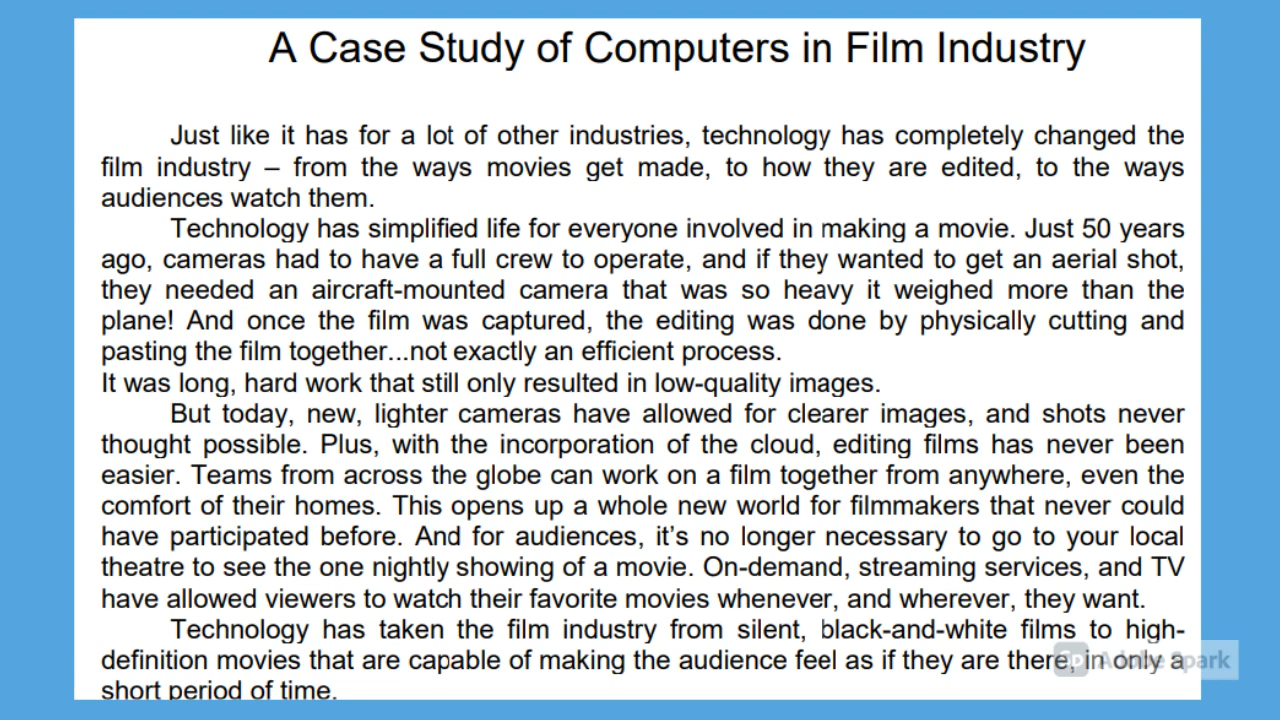 A Case Study of Computers in Film Industry
Just like it has for a lot of other industries, technology has completely changed the
film industry – from the ways movies get made, to how they are edited, to the ways
audiences watch them.
Technology has simplified life for everyone involved in making a movie. Just 50 years
ago, cameras had to have a full crew to operate, and if they wanted to get an aerial shot,
they needed an aircraft-mounted camera that was so heavy it weighed more than the
plane! And once the film was captured, the editing was done by physically cutting and
pasting the film together...not exactly an efficient process.
It was long, hard work that still only resulted in low-quality images.
But today, new, lighter cameras have allowed for clearer images, and shots never
thought possible. Plus, with the incorporation of the cloud, editing films has never been
easier. Teams from across the globe can work on a film together from anywhere, even the
comfort of their homes. This opens up a whole new world for filmmakers that never could
have participated before. And for audiences, it’s no longer necessary to go to your local
theatre to see the one nightly showing of a movie. On-demand, streaming services, and TV
have allowed viewers to watch their favorite movies whenever, and wherever, they want.
Technology has taken the film industry from silent, black-and-white films to high-
definition movies that are capable of making the audience feel as if they are there, in only a
short period of time.
Sp Adobe Spark